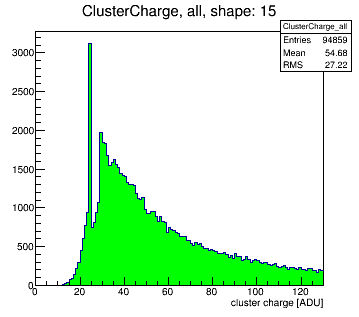 ClusterCharge, all, shape: 15
ClusterCharge_all
Entries 94859
Mean 54.68
RMS 27.22
3000
2500
2000
1500
1000
500
0
0 20 40 60 80 100 120
cluster charge [ADU]